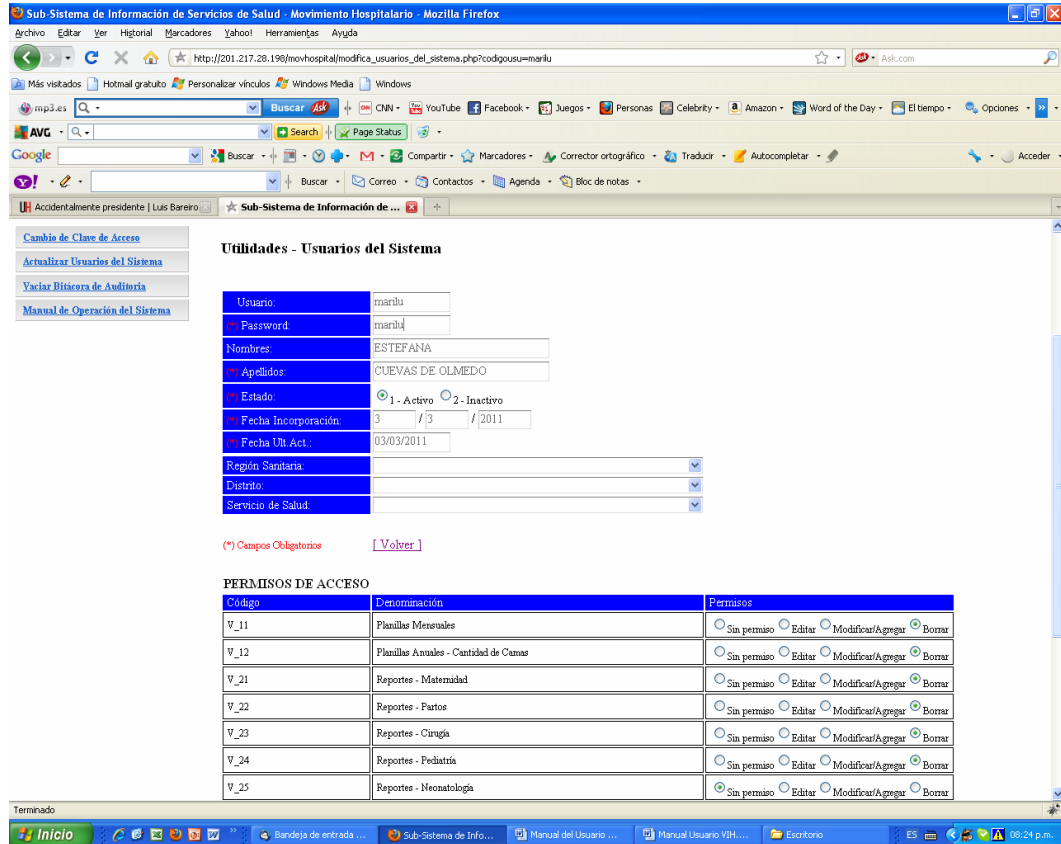 Sub-Sistema de Información de Servicios de Salud - Movimiento Hospitalario - Mozilla Firefox
Archivo Editar Ver Historial Marcadores Yahoo! Herramientas Ayuda
http://201.217.28.198/movhospital/modifica_usuarios_del_sistema.php?codigousu=marilu Ask.com
Más visitados Hotmail gratuito Personalizar vínculos Windows Media Windows
mp3.es Buscar Ask CNN YouTube Facebook Juegos Personas Celebrity Amazon Word of the Day El tiempo Opciones
AVG Search Page Status
Google Buscar Compartir Marcadores Corrector ortográfico Traducir Autocompletar Acceder
Y! Buscar Correo Contactos Agenda Bloc de notas
UH Accidentalmente presidente | Luis Bareiro Sub-Sistema de Información de ...
Cambio de Clave de Acceso
Actualizar Usuarios del Sistema
Vaciar Bitácora de Auditoria
Manual de Operación del Sistema
Utilidades - Usuarios del Sistema
Usuario: marilu
(*) Password: marilu
Nombres: ESTEFANA
(*) Apellidos: CUEVAS DE OLMEDO
(*) Estado: 1 - Activo 2 - Inactivo
(*) Fecha Incorporación: 3 / 3 / 2011
(*) Fecha Ult.Act.: 03/03/2011
Región Sanitaria:
Distrito:
Servicio de Salud:
(*) Campos Obligatorios [ Volver ]
PERMISOS DE ACCESO
Código Denominación Permisos
V_11 Planillas Mensuales Sin permiso Editar Modificar/Agregar Borrar
V_12 Planillas Anuales - Cantidad de Camas Sin permiso Editar Modificar/Agregar Borrar
V_21 Reportes - Maternidad Sin permiso Editar Modificar/Agregar Borrar
V_22 Reportes - Partos Sin permiso Editar Modificar/Agregar Borrar
V_23 Reportes - Cirugía Sin permiso Editar Modificar/Agregar Borrar
V_24 Reportes - Pediatría Sin permiso Editar Modificar/Agregar Borrar
V_25 Reportes - Neonatología Sin permiso Editar Modificar/Agregar Borrar
Terminado
Inicio Bandeja de entrada ... Sub-Sistema de Info... Manual del Usuario ... Manual Usuario VIH.... Escritorio ES 08:24 p.m.